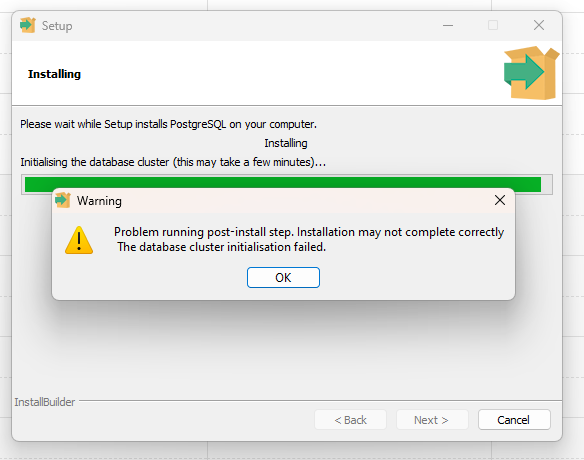 Setup
Installing
Please wait while Setup installs PostgreSQL on your computer.
Installing
Initialising the database cluster (this may take a few minutes)...
Warning
Problem running post-install step. Installation may not complete correctly
The database cluster initialisation failed.
OK
InstallBuilder
< Back
Next >
Cancel